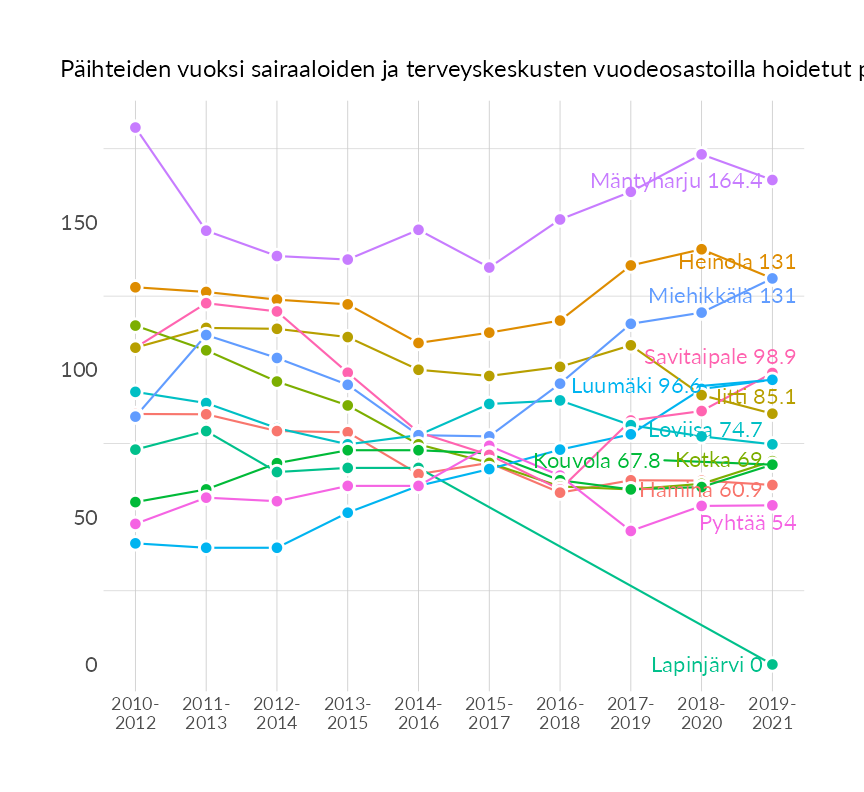 Päihteiden vuoksi sairaaloiden ja terveyskeskusten vuodeosastoilla hoidetut
Mäntyharju 164.4
150
Heinola 131
Miehikkälä 131
Savitaipale 98.9
100
Luumäki 96.6
Iitti 85.1
Loviisa 74.7
Kouvola 67.8
Kotka 69
Hamina 60.9
50
Pyhtää 54
0
Lapinjärvi 0
2010-
2012
2011-
2013
2012-
2014
2013-
2015
2014-
2016
2015-
2017
2016-
2018
2017-
2019
2018-
2020
2019-
2021